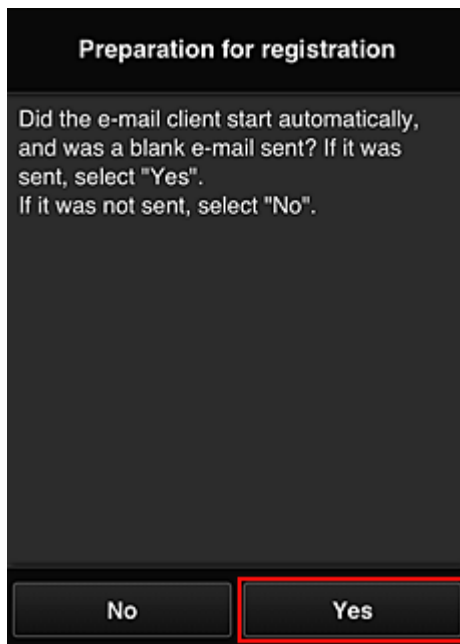 Preparation for registration
Did the e-mail client start automatically,
and was a blank e-mail sent? If it was
sent, select "Yes".
If it was not sent, select "No".
No
Yes